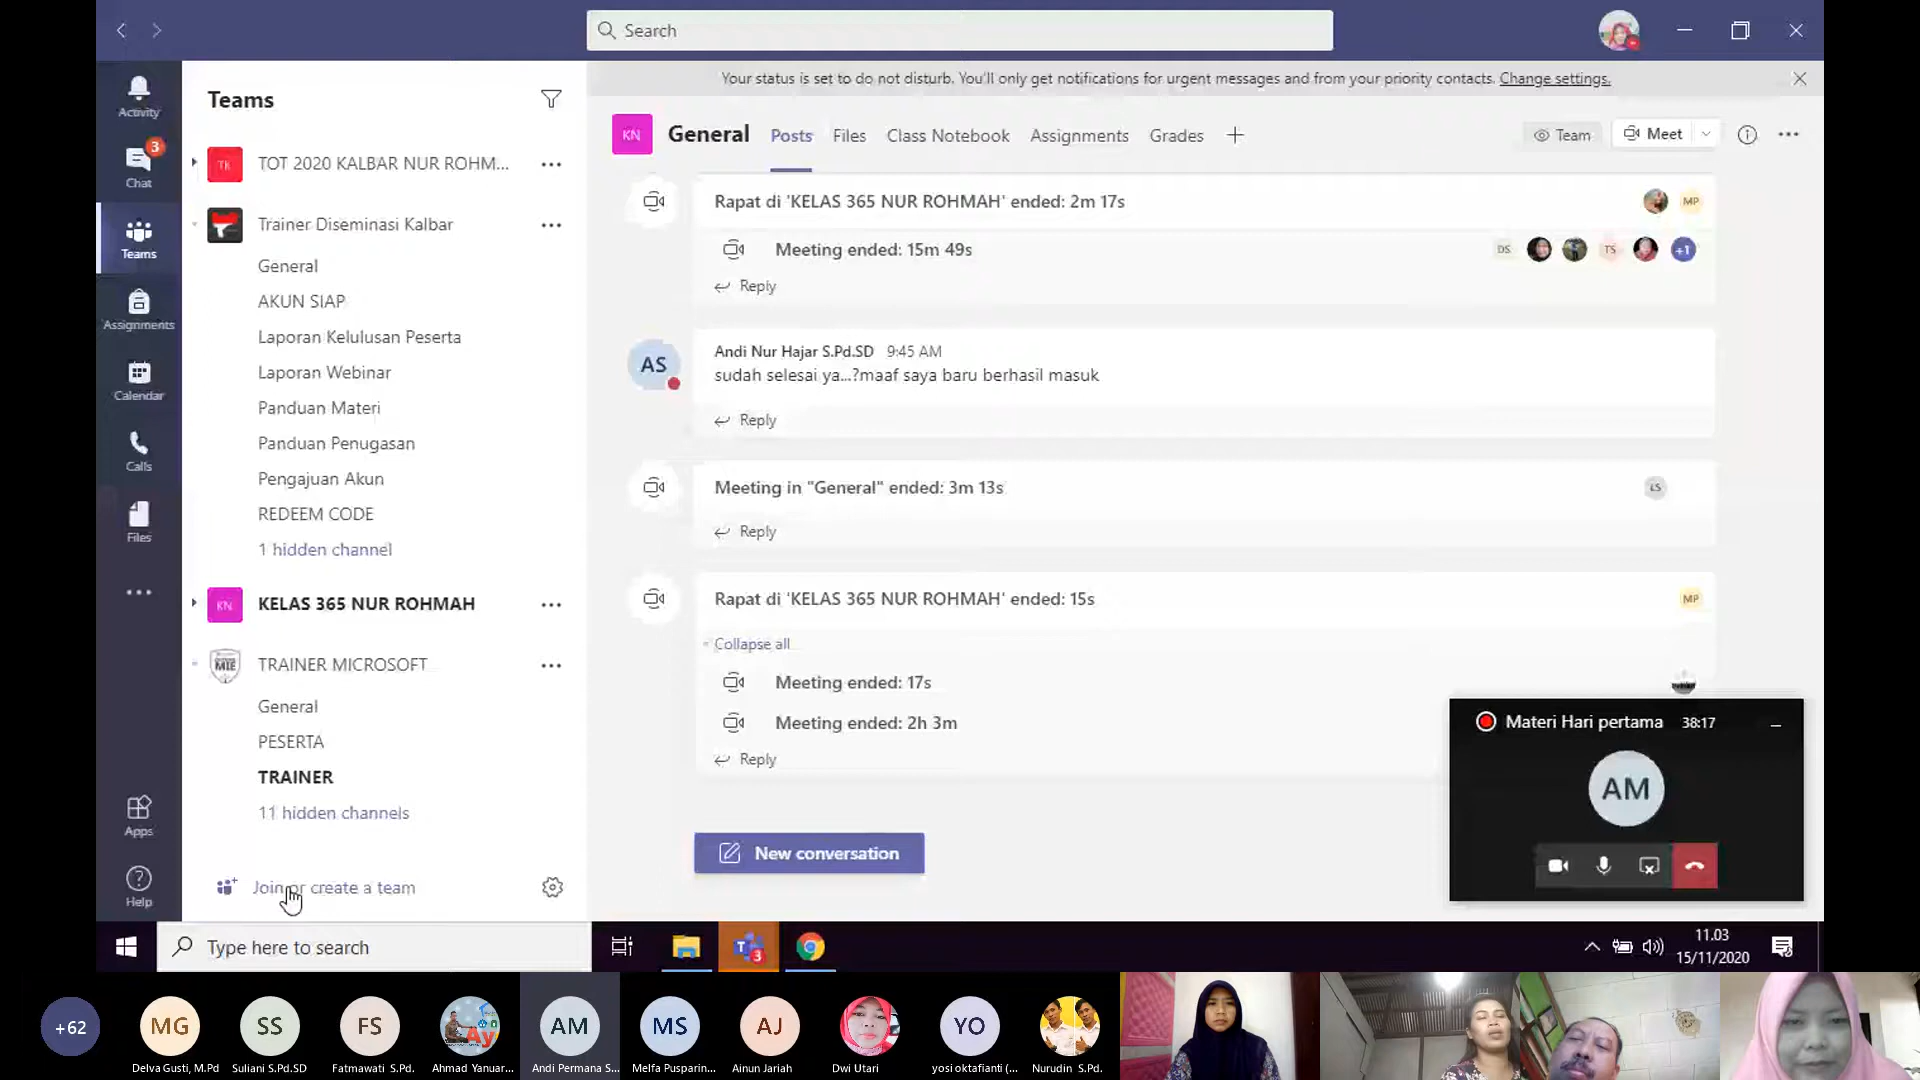 Search
Your status is set to do not disturb. You'll only get notifications for urgent messages and from your priority contacts. Change settings.
Activity
3
Chat
Teams
Assignments
Calendar
Calls
Files
Apps
Help
Teams
TK
TOT 2020 KALBAR NUR ROHM...
Trainer Diseminasi Kalbar
General
AKUN SIAP
Laporan Kelulusan Peserta
Laporan Webinar
Panduan Materi
Panduan Penugasan
Pengajuan Akun
REDEEM CODE
1 hidden channel
KN
KELAS 365 NUR ROHMAH
MIE
TRAINER MICROSOFT
General
PESERTA
TRAINER
11 hidden channels
Join or create a team
KN
General
Posts
Files
Class Notebook
Assignments
Grades
Team
Meet
Rapat di 'KELAS 365 NUR ROHMAH' ended: 2m 17s
MP
Meeting ended: 15m 49s
DS
TS
+1
Reply
AS
Andi Nur Hajar S.Pd.SD 9:45 AM
sudah selesai ya...?maaf saya baru berhasil masuk
Reply
Meeting in "General" ended: 3m 13s
Reply
Rapat di 'KELAS 365 NUR ROHMAH' ended: 15s
MP
Collapse all
Meeting ended: 17s
Meeting ended: 2h 3m
Reply
New conversation
Materi Hari pertama 38:17
AM
Type here to search
3
11.03
15/11/2020
+62
MG
SS
FS
AM
MS
AJ
YO
Delva Gusti, M.Pd
Suliani S.Pd.SD
Fatmawati S.Pd.
Ahmad Yanuar...
Andi Permana S...
Melfa Pusparin...
Ainun Jariah
Dwi Utari
yosi oktafianti (...
Nurudin S.Pd.